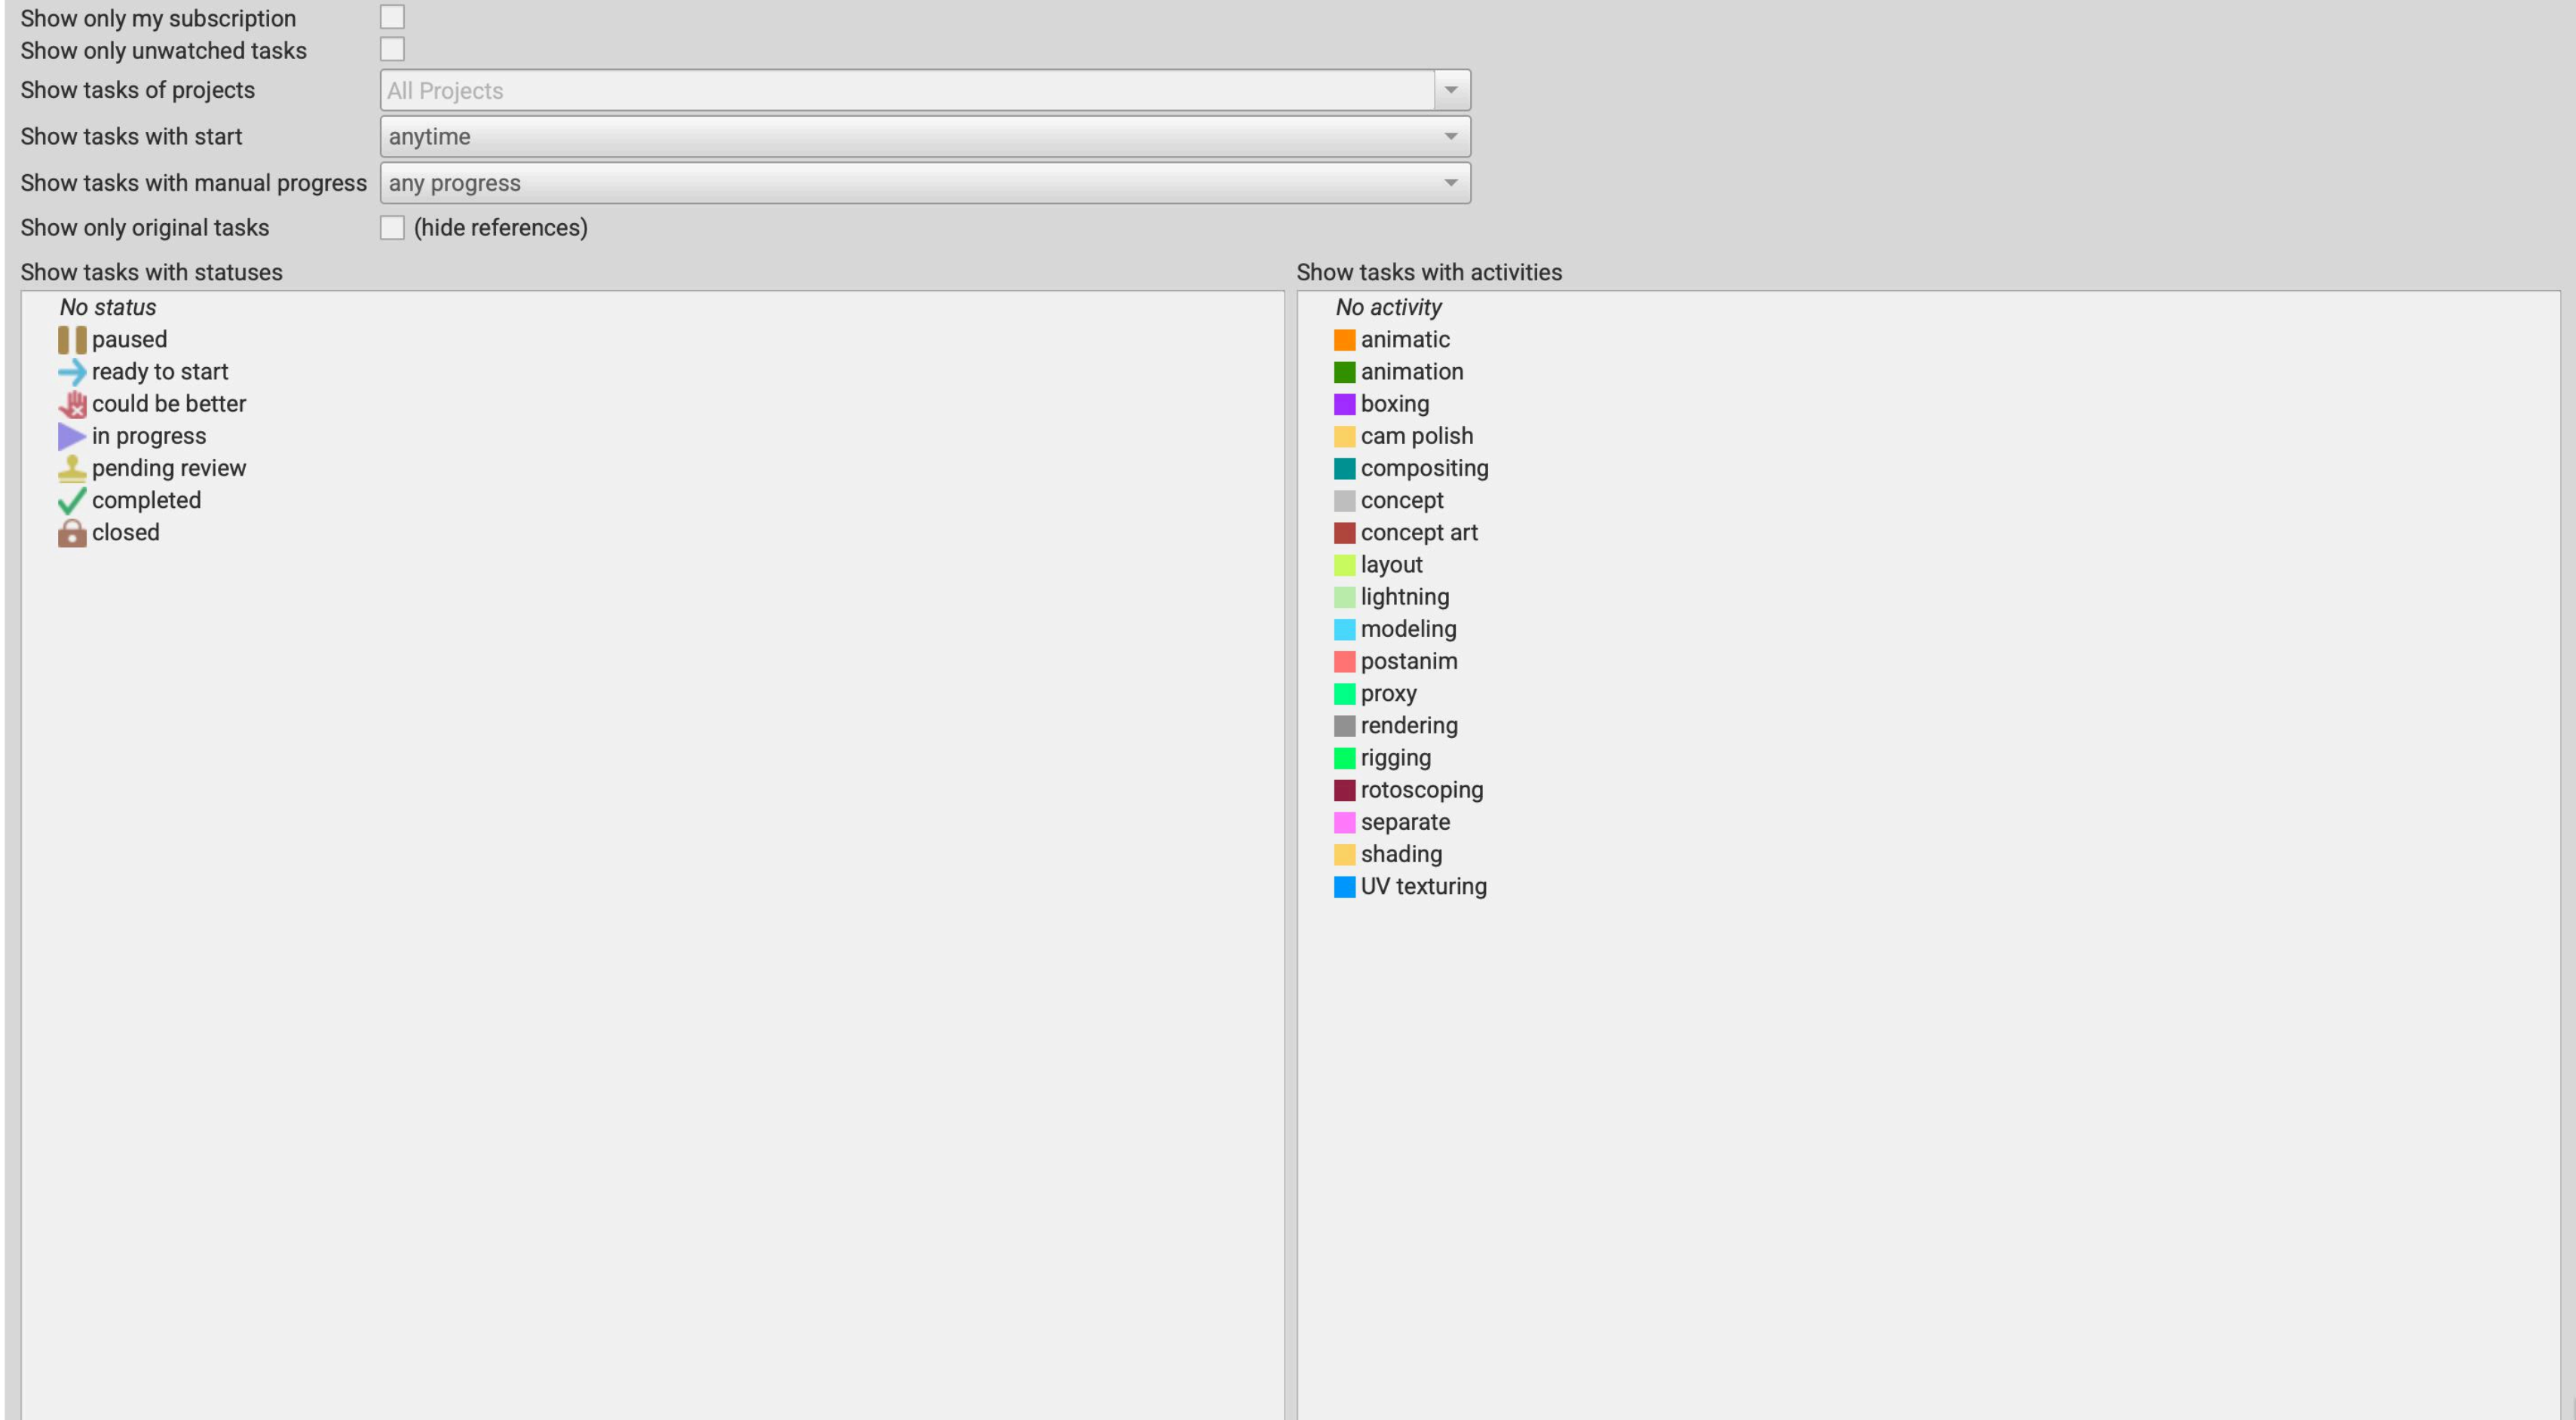 Show only my subscription
Show only unwatched tasks
Show tasks of projects All Projects
Show tasks with start anytime
Show tasks with manual progress any progress
Show only original tasks (hide references)
Show tasks with statuses
No status
paused
ready to start
could be better
in progress
pending review
completed
closed
Show tasks with activities
No activity
animatic
animation
boxing
cam polish
compositing
concept
concept art
layout
lightning
modeling
postanim
proxy
rendering
rigging
rotoscoping
separate
shading
UV texturing